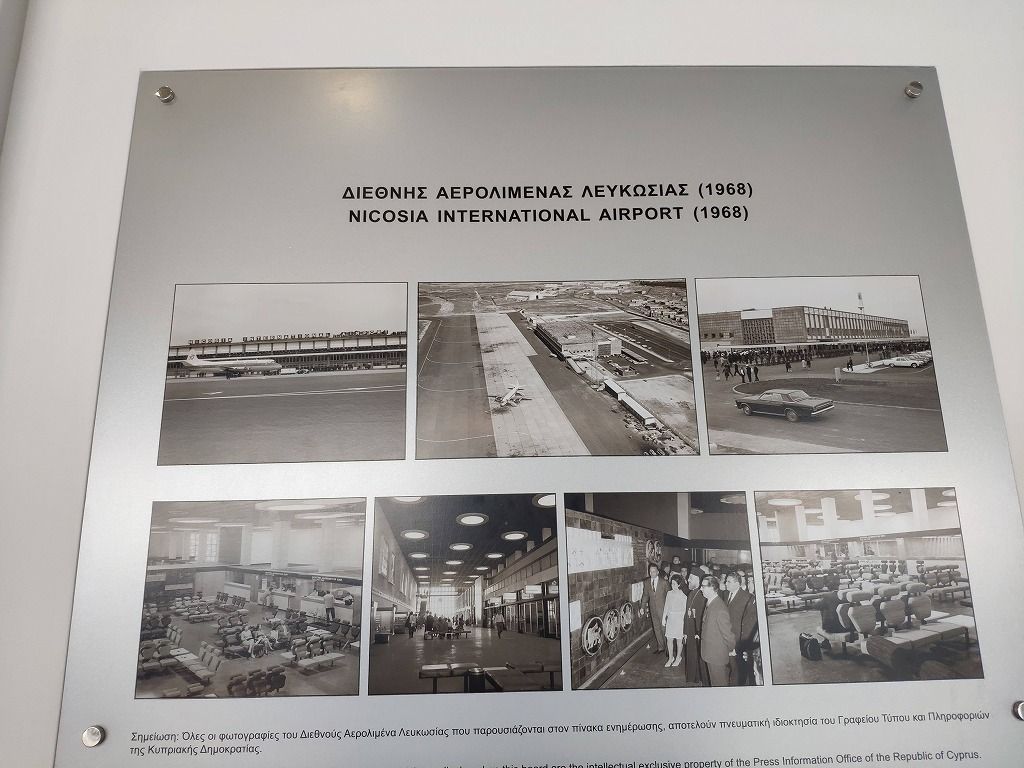 ΔΙΕΘΝΗΣ ΑΕΡΟΛΙΜΕΝΑΣ ΛΕΥΚΩΣΙΑΣ (1968)
NICOSIA INTERNATIONAL AIRPORT (1968)
Σημείωση: Όλες οι φωτογραφίες του Διεθνούς Αερολιμένα Λευκωσίας που παρουσιάζονται στον πίνακα ενημέρωσης, αποτελούν πνευματική ιδιοκτησία του Γραφείου Τύπου και Πληροφοριών
της Κυπριακής Δημοκρατίας.
this board are the intellectual exclusive property of the Press Information Office of the Republic of Cyprus.